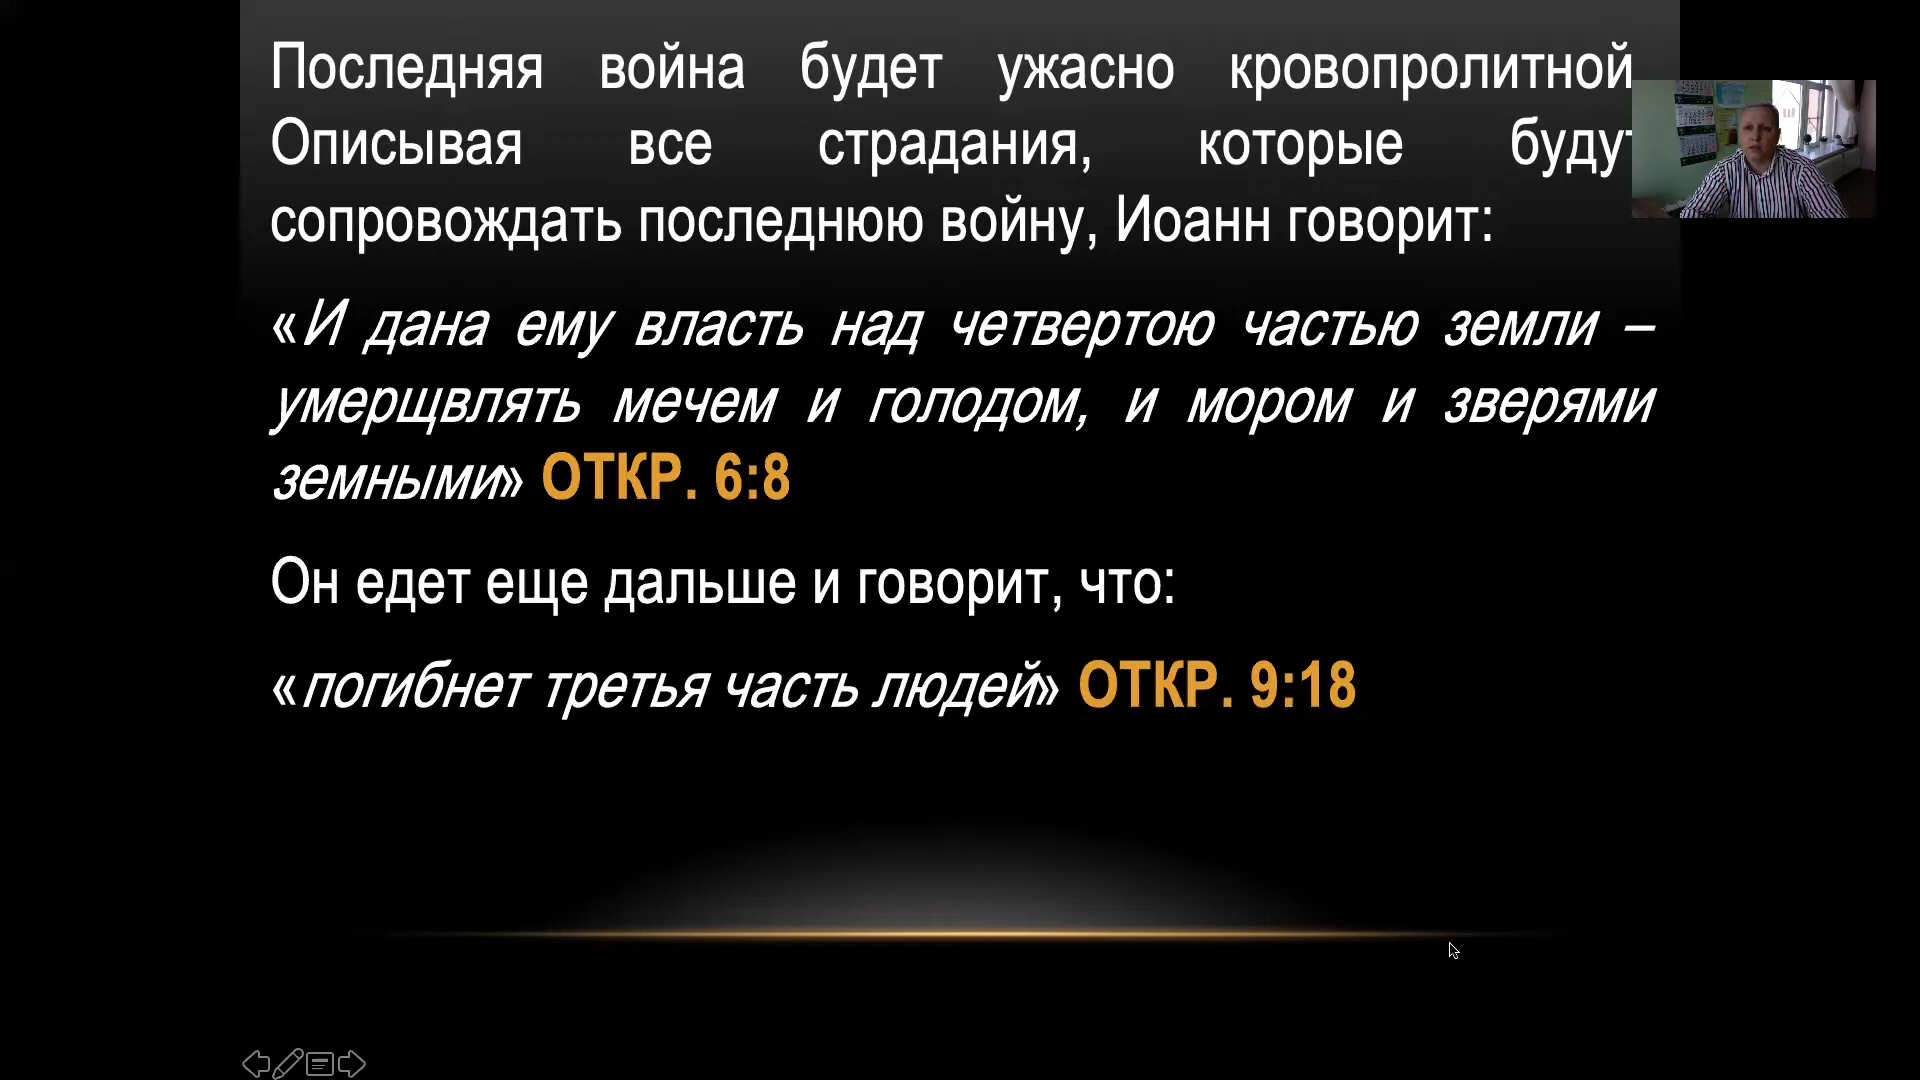 Последняя война будет ужасно кровопролитной
Описывая все страдания, которые будут
сопровождать последнюю войну, Иоанн говорит:
«И дана ему власть над четвертою частью земли –
умерщвлять мечем и голодом, и мором и зверями
земными» ОТКР. 6:8
Он едет еще дальше и говорит, что:
«погибнет третья часть людей» ОТКР. 9:18